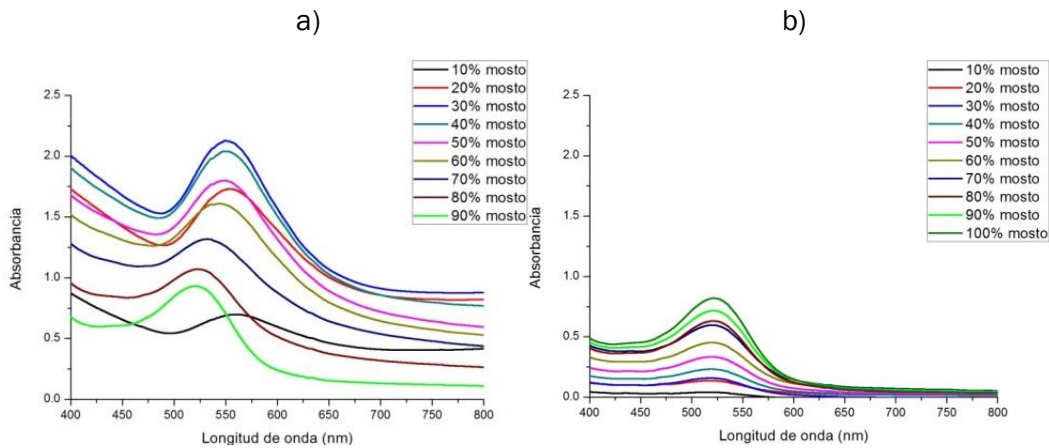 a)
10% mosto
20% mosto
30% mosto
40% mosto
50% mosto
60% mosto
70% mosto
80% mosto
90% mosto
2.5
2.0
1.5
1.0
0.5
0.0
Absorbancia
400 450 500 550 600 650 700 750 800
Longitud de onda (nm)
b)
10% mosto
20% mosto
30% mosto
40% mosto
50% mosto
60% mosto
70% mosto
80% mosto
90% mosto
100% mosto
2.5
2.0
1.5
1.0
0.5
0.0
Absorbancia
400 450 500 550 600 650 700 750 800
Longitud de onda (nm)